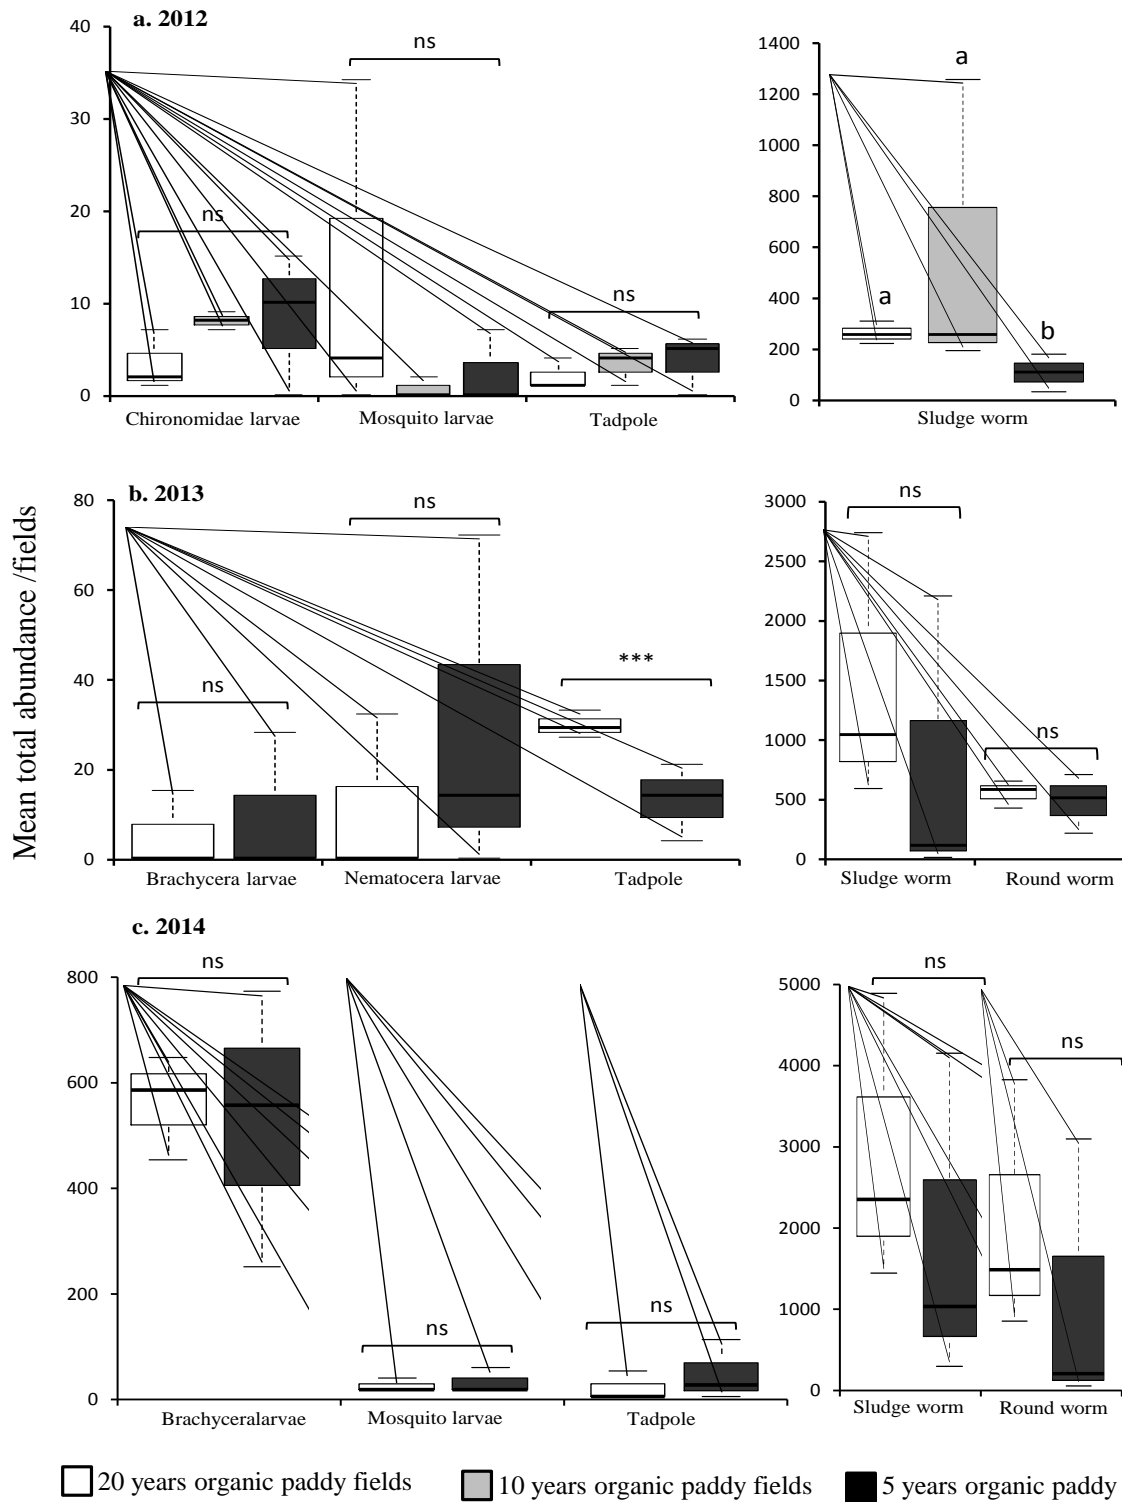 a. 2012
40
30
20
10
0
ns
ns
ns
Chironomidae larvae
Mosquito larvae
Tadpole
1400
1200
1000
800
600
400
200
0
a
a
b
Sludge worm
Mean total abundance /fields
b. 2013
80
60
40
20
0
ns
ns
***
Brachycera larvae
Nematocera larvae
Tadpole
3000
2500
2000
1500
1000
500
0
ns
ns
Sludge worm
Round worm
c. 2014
800
600
400
200
0
ns
ns
ns
Brachyceralarvae
Mosquito larvae
Tadpole
5000
4000
3000
2000
1000
0
ns
ns
Sludge worm
Round worm
20 years organic paddy fields
10 years organic paddy fields
5 years organic paddy